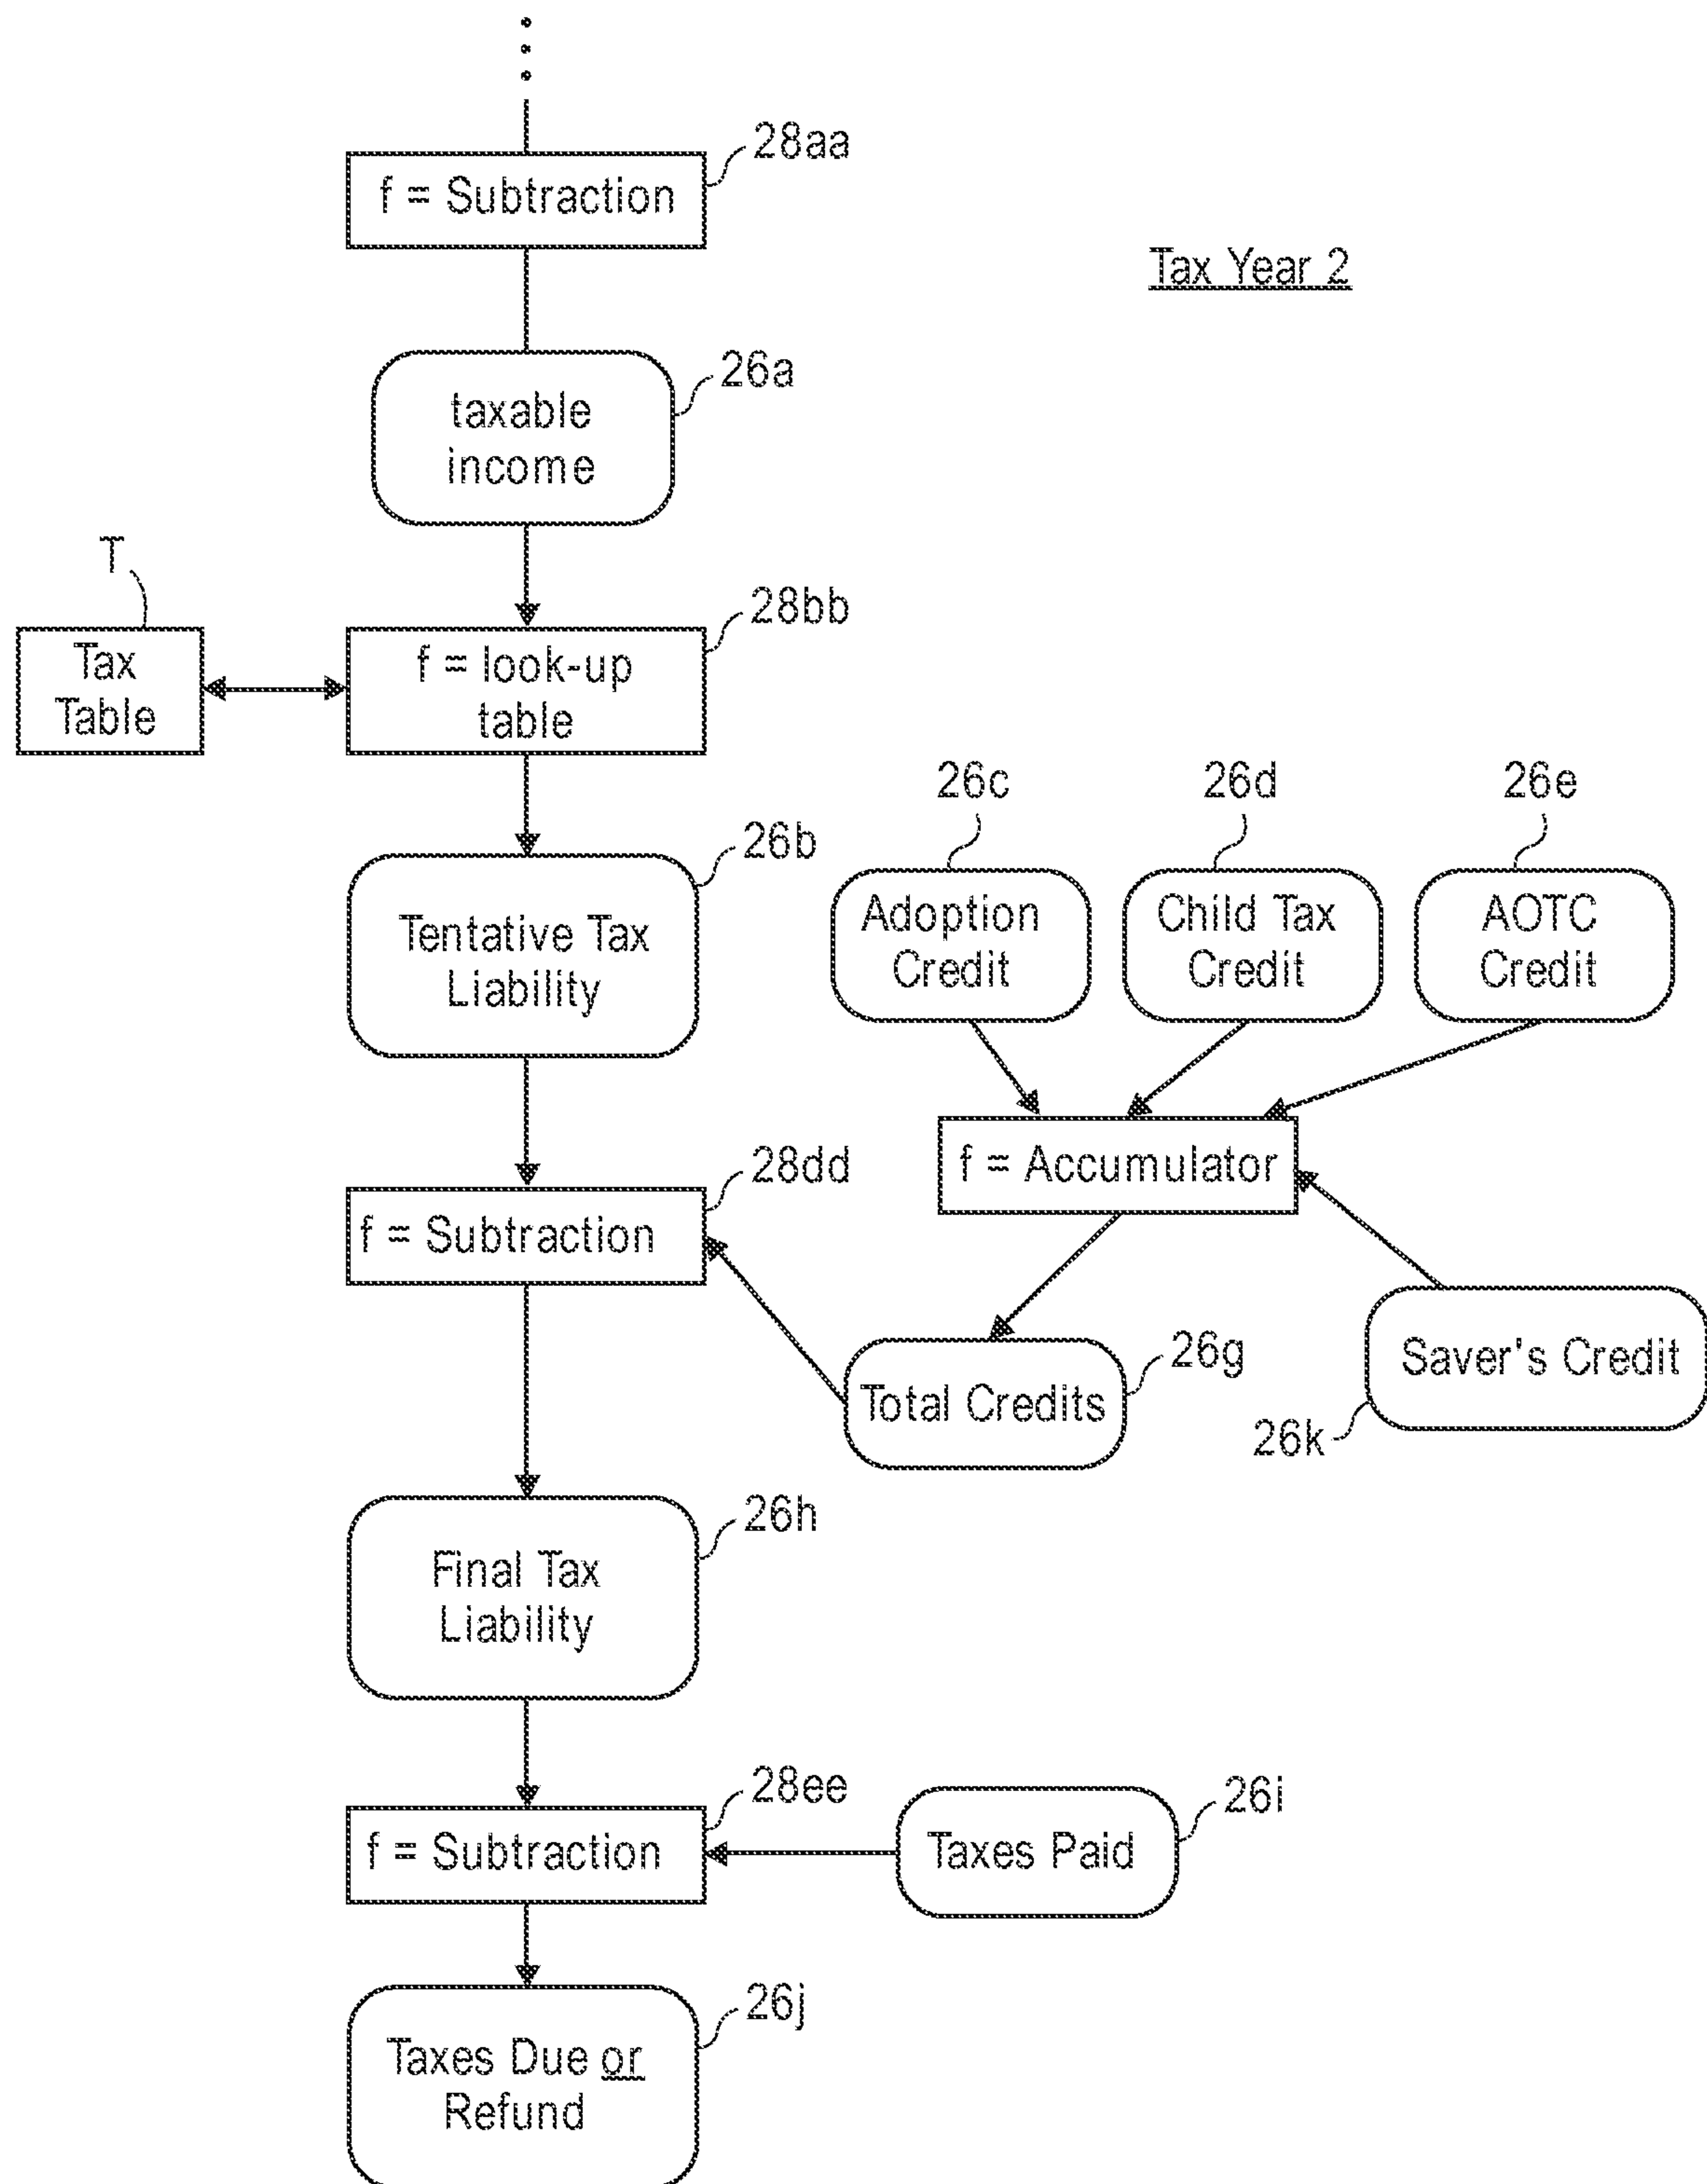 28aa
f = Subtraction
Tax Year 2
26a
taxable
income
T
28bb
Tax
Table
f = look-up
table
26c
26d
26e
26b
Adoption
Credit
Child Tax
Credit
AOTC
Credit
Tentative Tax
Liability
28dd
f = Accumulator
f = Subtraction
26g
Total Credits
Saver's Credit
26k
26h
Final Tax
Liability
28ee
26i
f = Subtraction
Taxes Paid
26j
Taxes Due or
Refund